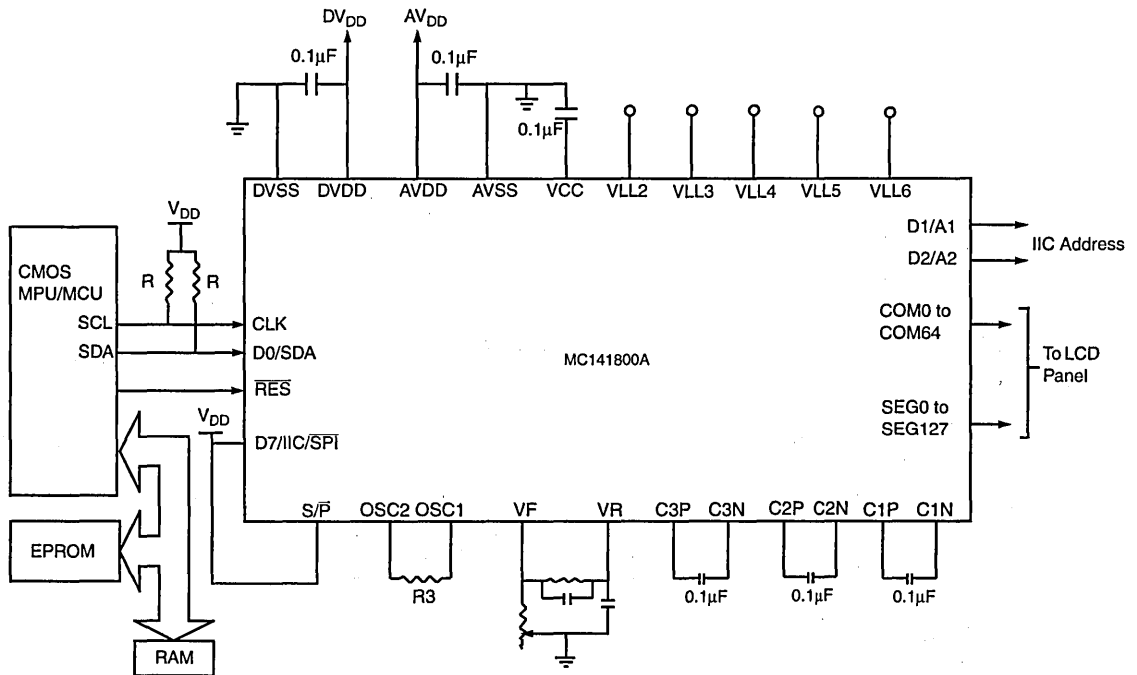 DVDD
AVDD
0.1μF
0.1μF
0.1μF
DVSS
DVDD
AVDD
AVSS
VCC
VLL2
VLL3
VLL4
VLL5
VLL6
VDD
R
R
CMOS
MPU/MCU
SCL
SDA
CLK
D0/SDA
RES
VDD
D7/IIC/SPI
MC141800A
D1/A1
D2/A2
IIC Address
COM0 to
COM64
To LCD
Panel
SEG0 to
SEG127
S/P
OSC2
OSC1
VF
VR
C3P
C3N
C2P
C2N
C1P
C1N
R3
0.1μF
0.1μF
0.1μF
EPROM
RAM